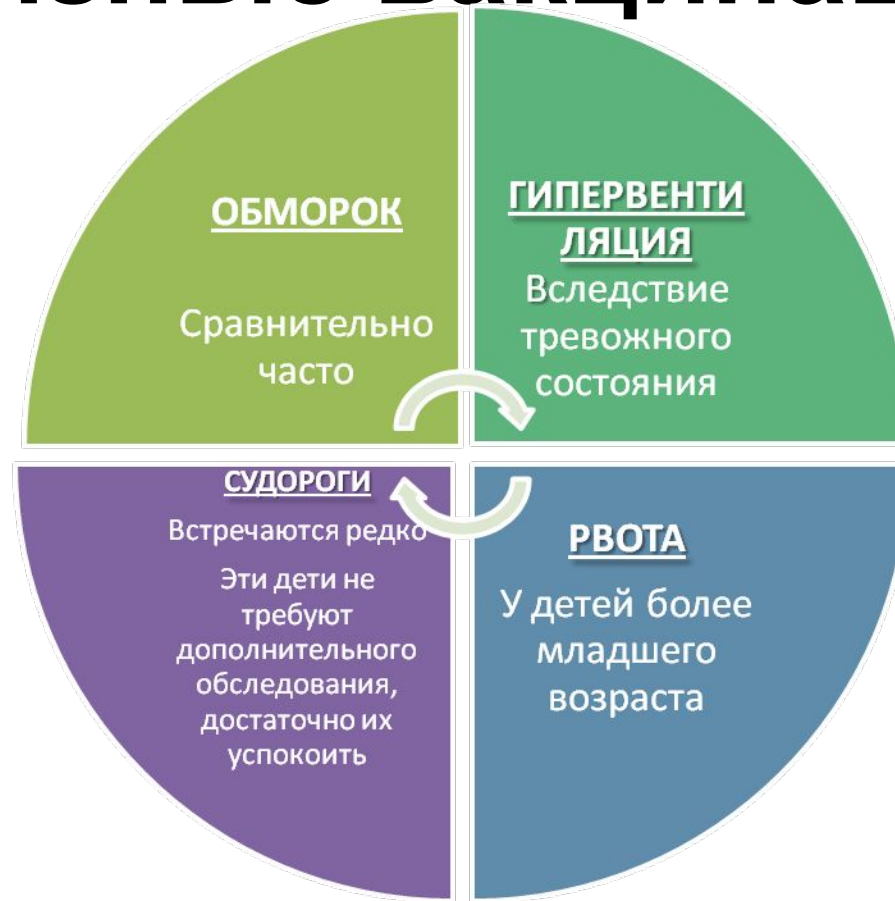 ОБМОРОК
Сравнительно
часто
ГИПЕРВЕНТИ
ЛЯЦИЯ
Вследствие
тревожного
состояния
СУДОРОГИ
Встречаются редко
Эти дети не
требуют
дополнительного
обследования,
достаточно их
успокоить
РВОТА
У детей более
младшего
возраста